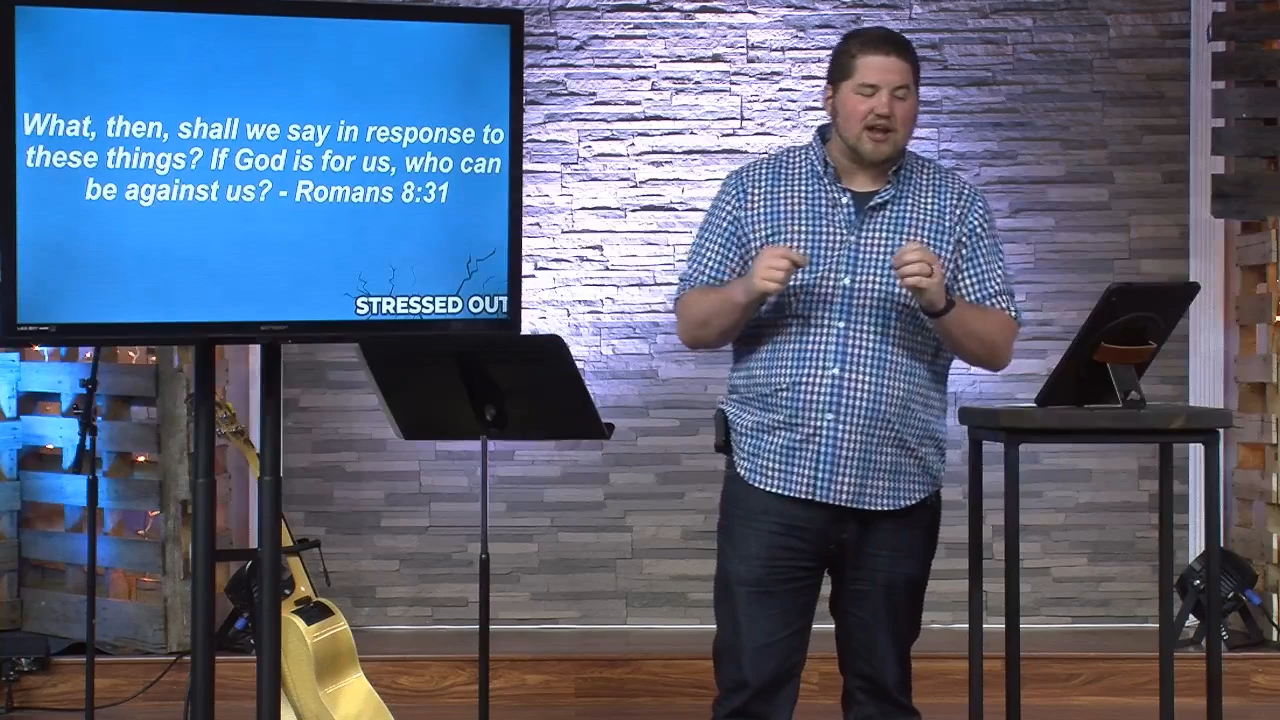 What, then, shall we say in response to
these things? If God is for us, who can
be against us? - Romans 8:31
STRESSED OUT